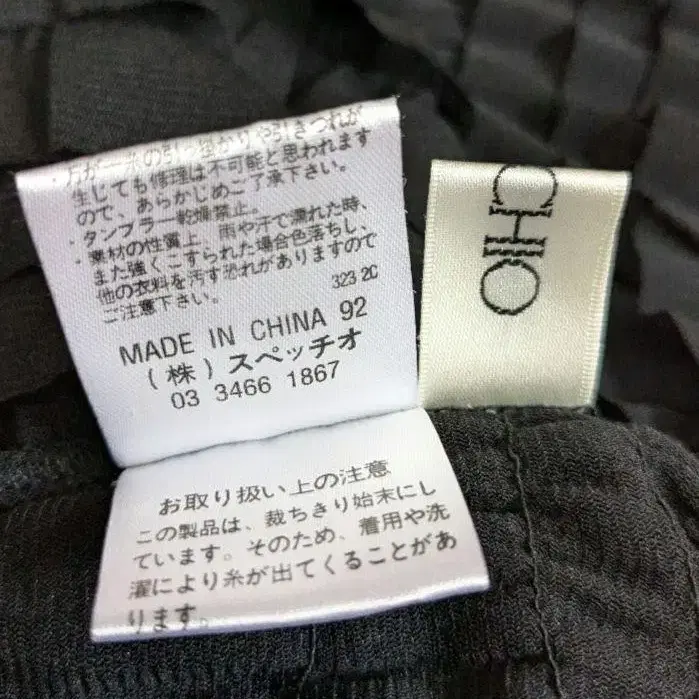 ・万が一糸の引っ掛かりや引きつれが
生じても修理は不可能と思われます
ので、あらかじめご了承下さい。
・タンブラー乾燥禁止。
・素材の性質上、雨や汗で濡れた時、
また強くこすられた場合色落ちし、
他の衣料を汚す恐れがありますので
ご注意下さい。
323 2C
MADE IN CHINA 92
(株)スペッチオ
03 3466 1867
CHIO
お取り扱い上の注意
この製品は、裁ちきり始末にし
ています。そのため、着用や洗
濯により糸が出てくることがあ
ります。